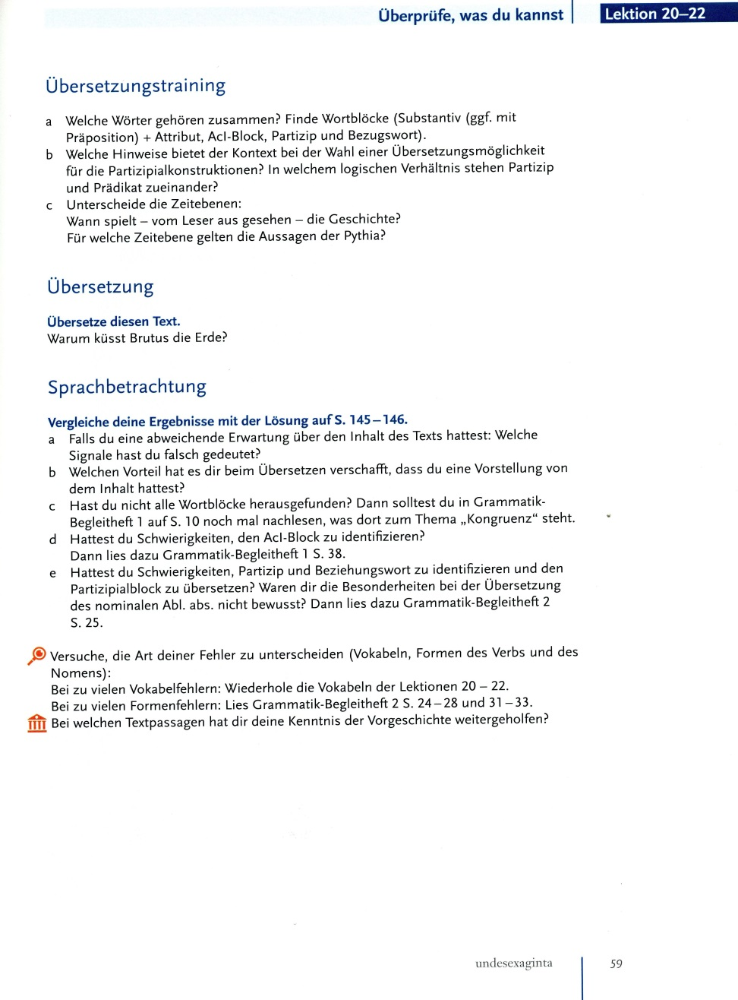 Überprüfe, was du kannst
Lektion 20–22
Übersetzungstraining
a Welche Wörter gehören zusammen? Finde Wortblöcke (Substantiv (ggf. mit
Präposition) + Attribut, AcI-Block, Partizip und Bezugswort).
b Welche Hinweise bietet der Kontext bei der Wahl einer Übersetzungsmöglichkeit
für die Partizipialkonstruktionen? In welchem logischen Verhältnis stehen Partizip
und Prädikat zueinander?
c Unterscheide die Zeitebenen:
Wann spielt – vom Leser aus gesehen – die Geschichte?
Für welche Zeitebene gelten die Aussagen der Pythia?
Übersetzung
Übersetze diesen Text.
Warum küsst Brutus die Erde?
Sprachbetrachtung
Vergleiche deine Ergebnisse mit der Lösung auf S. 145–146.
a Falls du eine abweichende Erwartung über den Inhalt des Texts hattest: Welche
Signale hast du falsch gedeutet?
b Welchen Vorteil hat es dir beim Übersetzen verschafft, dass du eine Vorstellung von
dem Inhalt hattest?
c Hast du nicht alle Wortblöcke herausgefunden? Dann solltest du in Grammatik-
Begleitheft 1 auf S. 10 noch mal nachlesen, was dort zum Thema „Kongruenz“ steht.
d Hattest du Schwierigkeiten, den AcI-Block zu identifizieren?
Dann lies dazu Grammatik-Begleitheft 1 S. 38.
e Hattest du Schwierigkeiten, Partizip und Beziehungswort zu identifizieren und den
Partizipialblock zu übersetzen? Waren dir die Besonderheiten bei der Übersetzung
des nominalen Abl. abs. nicht bewusst? Dann lies dazu Grammatik-Begleitheft 2
S. 25.
Versuche, die Art deiner Fehler zu unterscheiden (Vokabeln, Formen des Verbs und des
Nomens):
Bei zu vielen Vokabelfehlern: Wiederhole die Vokabeln der Lektionen 20 – 22.
Bei zu vielen Formenfehlern: Lies Grammatik-Begleitheft 2 S. 24–28 und 31–33.
Bei welchen Textpassagen hat dir deine Kenntnis der Vorgeschichte weitergeholfen?
undesexaginta
59